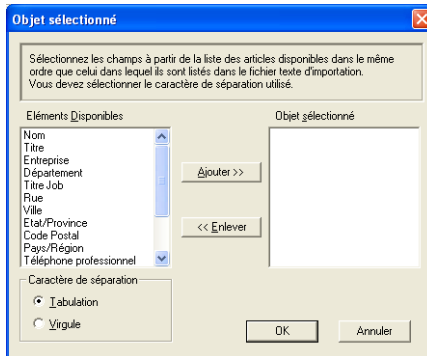 Objet sélectionné
Sélectionnez les champs à partir de la liste des articles disponibles dans le même
ordre que celui dans lequel ils sont listés dans le fichier texte d'importation.
Vous devez sélectionner le caractère de séparation utilisé.
Eléments Disponibles
Objet sélectionné
Nom
Titre
Entreprise
Département
Titre Job
Rue
Ville
Etat/Province
Code Postal
Pays/Région
Téléphone professionnel
Ajouter >>
<< Enlever
Caractère de séparation
Tabulation
Virgule
OK
Annuler